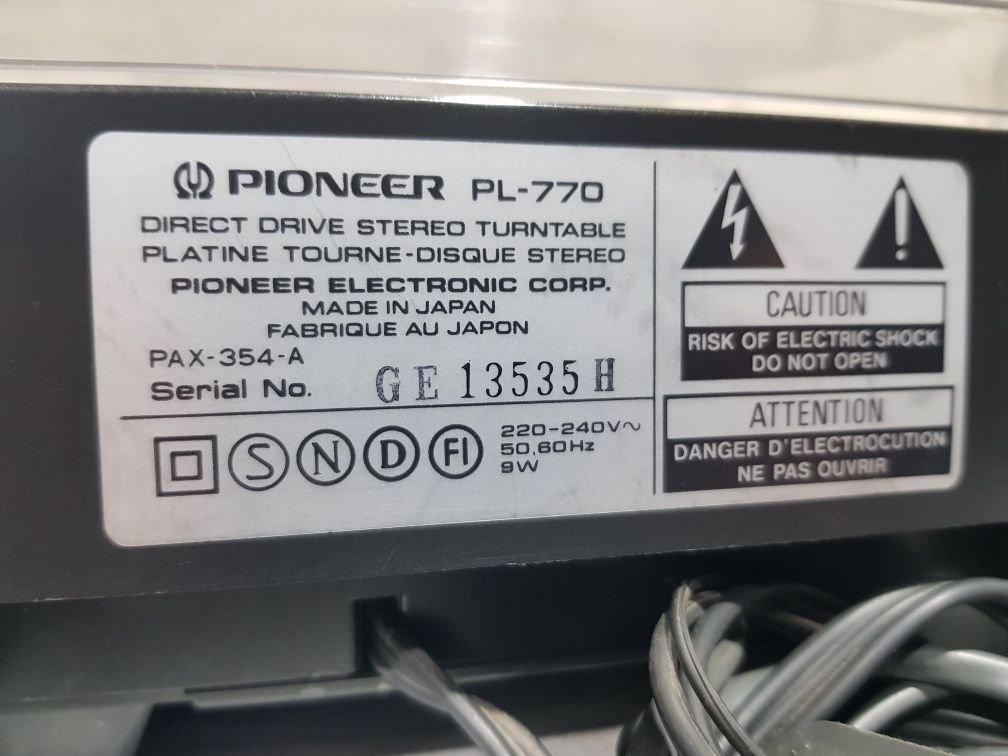 PIONEER PL-770
DIRECT DRIVE STEREO TURNTABLE
PLATINE TOURNE-DISQUE STEREO
PIONEER ELECTRONIC CORP.
MADE IN JAPAN
FABRIQUE AU JAPON
PAX-354-A
Serial No. GE 13535 H
S N D FI
220-240V~
50,60Hz
9W
CAUTION
RISK OF ELECTRIC SHOCK
DO NOT OPEN
ATTENTION
DANGER D'ELECTROCUTION
NE PAS OUVRIR